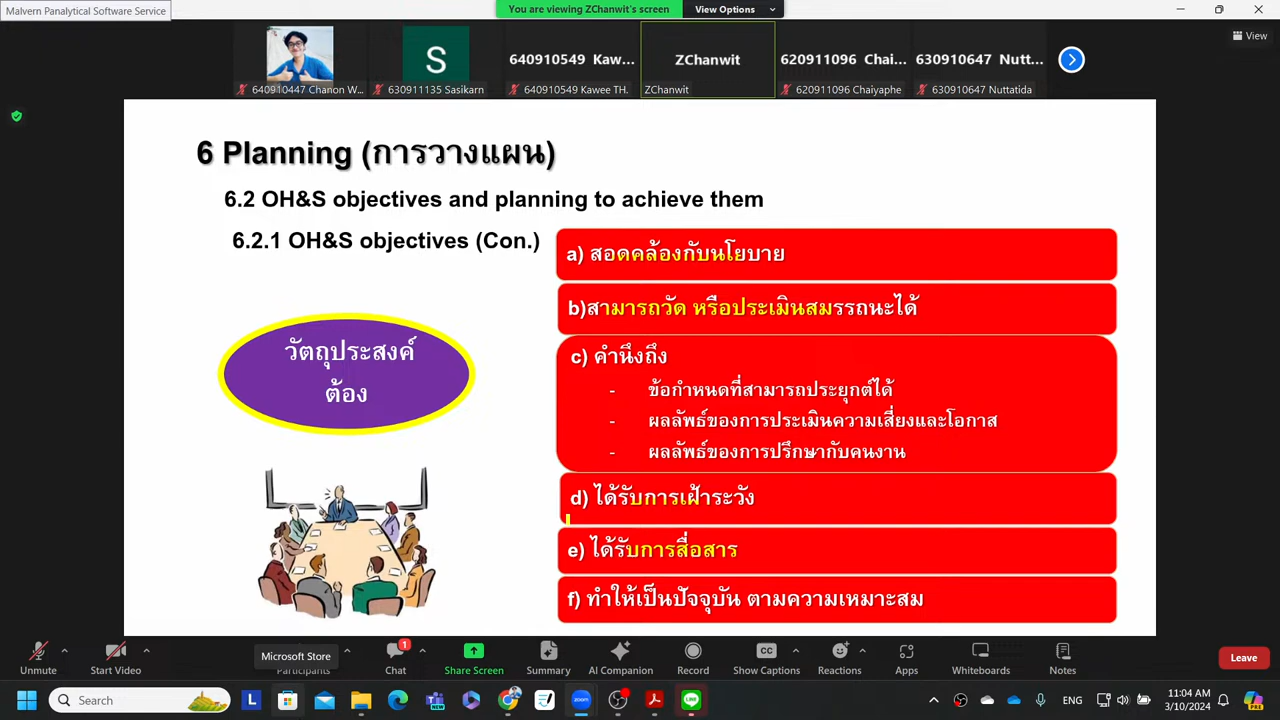 Malvern Panalytical Software Service
You are viewing ZChanwit's screen
View Options
View
S
640910549 Kaw...
ZChanwit
620911096 Chai...
630910647 Nutt...
640910447 Chanon W...
630911135 Sasikarn
640910549 Kawee TH.
ZChanwit
620911096 Chaiyaphe
630910647 Nuttatida
6 Planning (การวางแผน)
6.2 OH&S objectives and planning to achieve them
6.2.1 OH&S objectives (Con.)
วัตถุประสงค์
ต้อง
a) สอดคล้องกับนโยบาย
b)สามารถวัด หรือประเมินสมรรถนะได้
c) คำนึงถึง
- ข้อกำหนดที่สามารถประยุกต์ได้
- ผลลัพธ์ของการประเมินความเสี่ยงและโอกาส
- ผลลัพธ์ของการปรึกษากับคนงาน
d) ได้รับการเฝ้าระวัง
e) ได้รับการสื่อสาร
f) ทำให้เป็นปัจจุบัน ตามความเหมาะสม
1
Unmute
Start Video
Microsoft Store
Participants
Chat
Share Screen
Summary
AI Companion
Record
Show Captions
Reactions
Apps
Whiteboards
Notes
Leave
Search
ENG
11:04 AM
3/10/2024